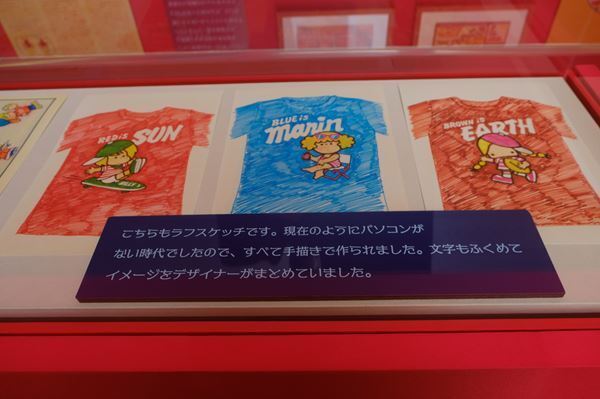 RED is SUN
BLUE is marin
BROWN is EARTH
こちらもラフスケッチです。現在のようにパソコンが
ない時代でしたので、すべて手描きで作られました。文字もふくめて
イメージをデザイナーがまとめていました。